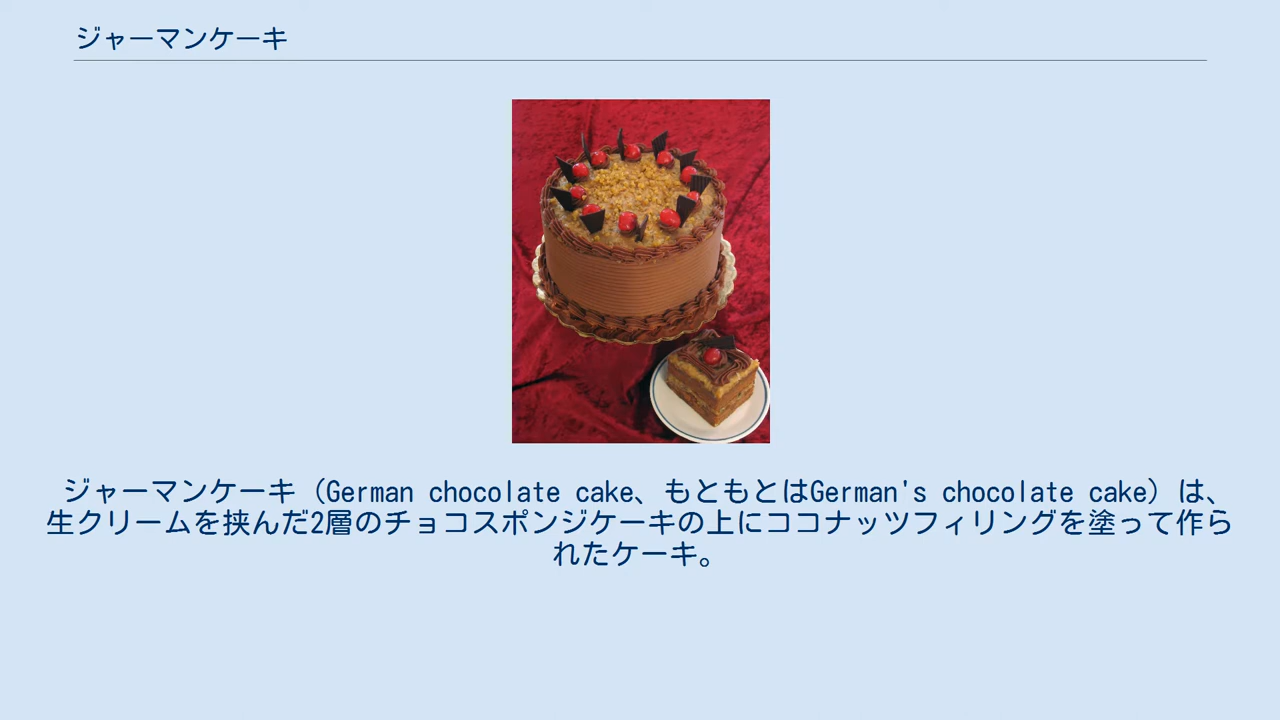 ジャーマンケーキ
ジャーマンケーキ（German chocolate cake、もともとはGerman's chocolate cake）は、
生クリームを挟んだ2層のチョコスポンジケーキの上にココナッツフィリングを塗って作ら
れたケーキ。